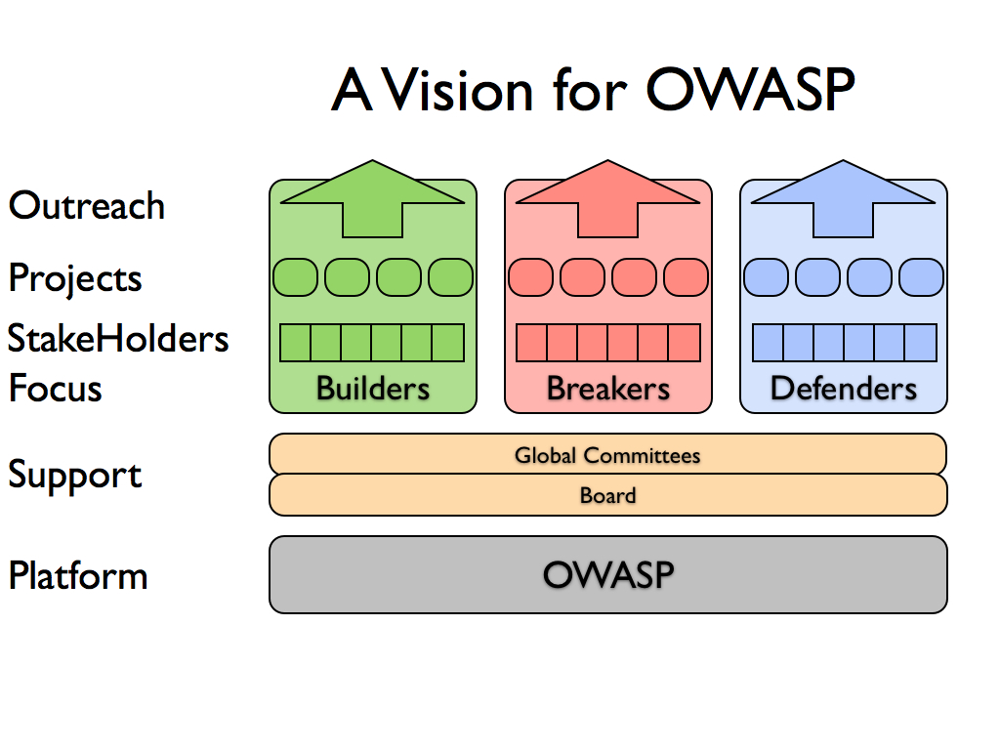 A Vision for OWASP
Outreach
Projects
StakeHolders
Focus
Builders
Breakers
Defenders
Support
Global Committees
Board
Platform
OWASP